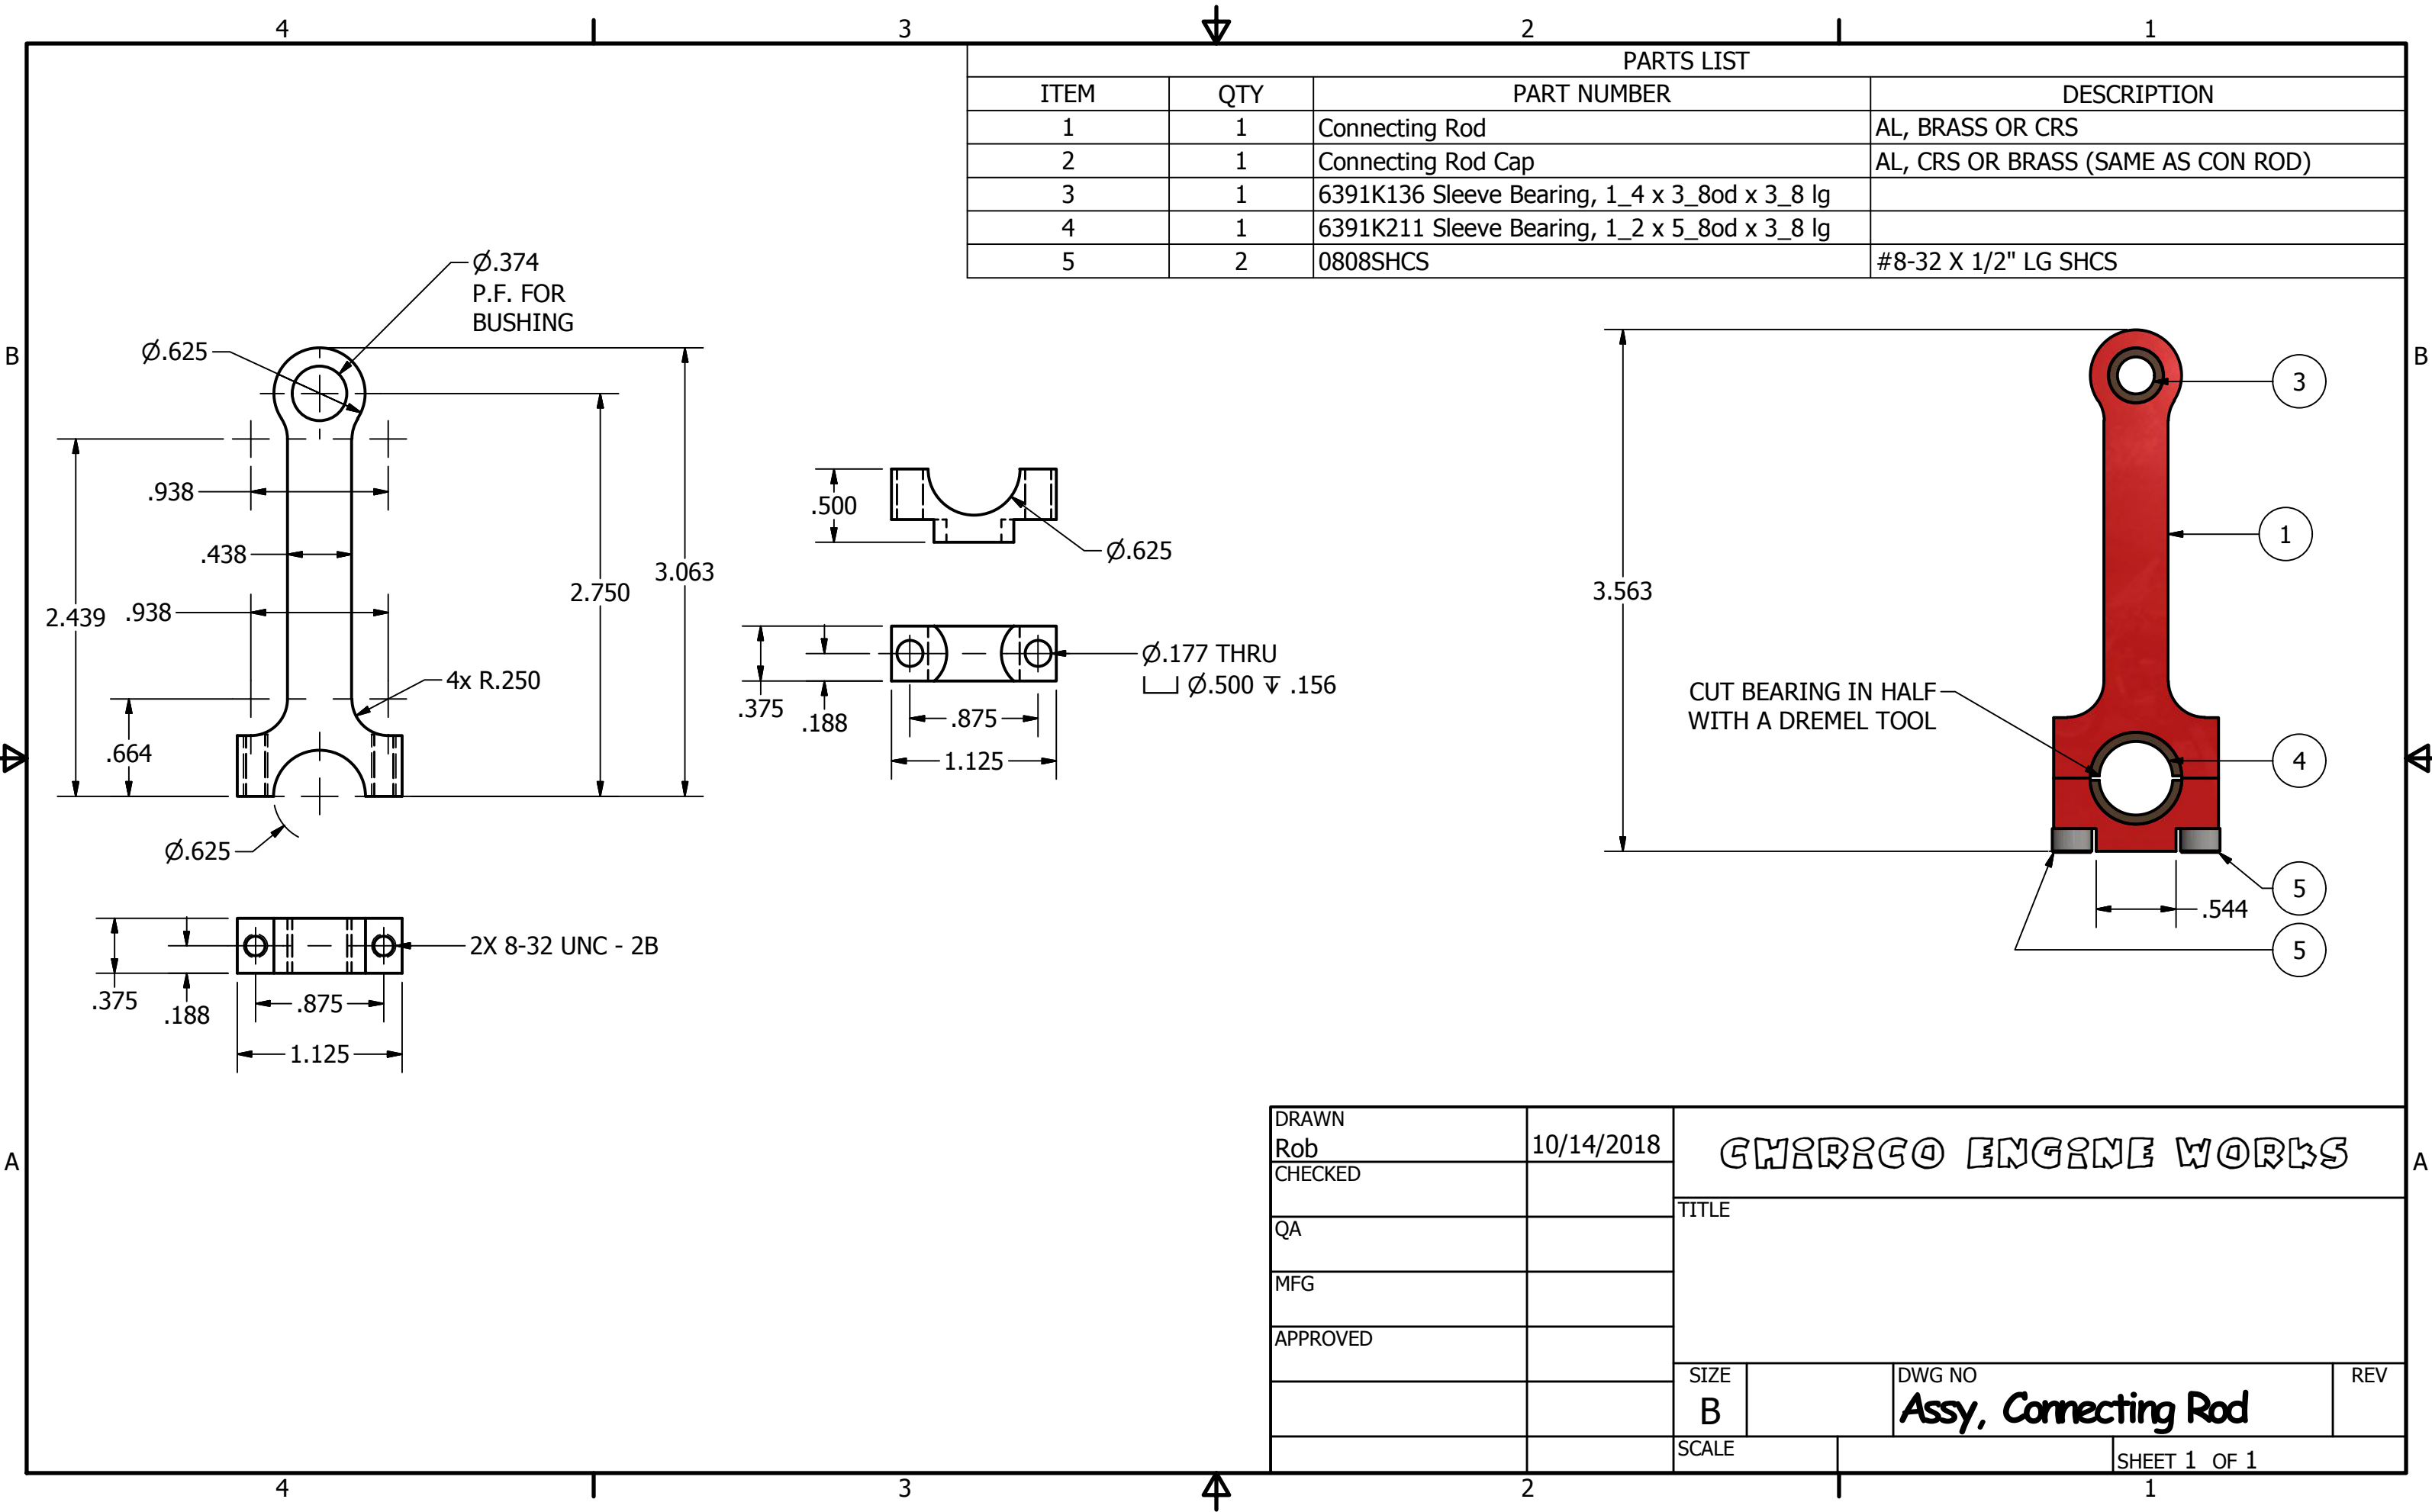 4 3 2 1
PARTS LIST
ITEM QTY PART NUMBER DESCRIPTION
1 1 Connecting Rod AL, BRASS OR CRS
2 1 Connecting Rod Cap AL, CRS OR BRASS (SAME AS CON ROD)
3 1 6391K136 Sleeve Bearing, 1_4 x 3_8od x 3_8 lg
4 1 6391K211 Sleeve Bearing, 1_2 x 5_8od x 3_8 lg
5 2 0808SHCS #8-32 X 1/2" LG SHCS
B
B
Ø.374
P.F. FOR
BUSHING
Ø.625
.938
.438
2.439
.938
2.750
3.063
4x R.250
.664
Ø.625
.375
.188
.875
1.125
2X 8-32 UNC - 2B
.500
Ø.625
.375
.188
.875
1.125
Ø.177 THRU
⌴ Ø.500 ↧ .156
3.563
3
1
CUT BEARING IN HALF
WITH A DREMEL TOOL
4
5
.544
5
A
A
DRAWN
Rob 10/14/2018
CHECKED
QA
MFG
APPROVED
CHIRICO ENGINE WORKS
TITLE
SIZE
B
DWG NO
Assy, Connecting Rod
REV
SCALE
SHEET 1 OF 1
4 3 2 1